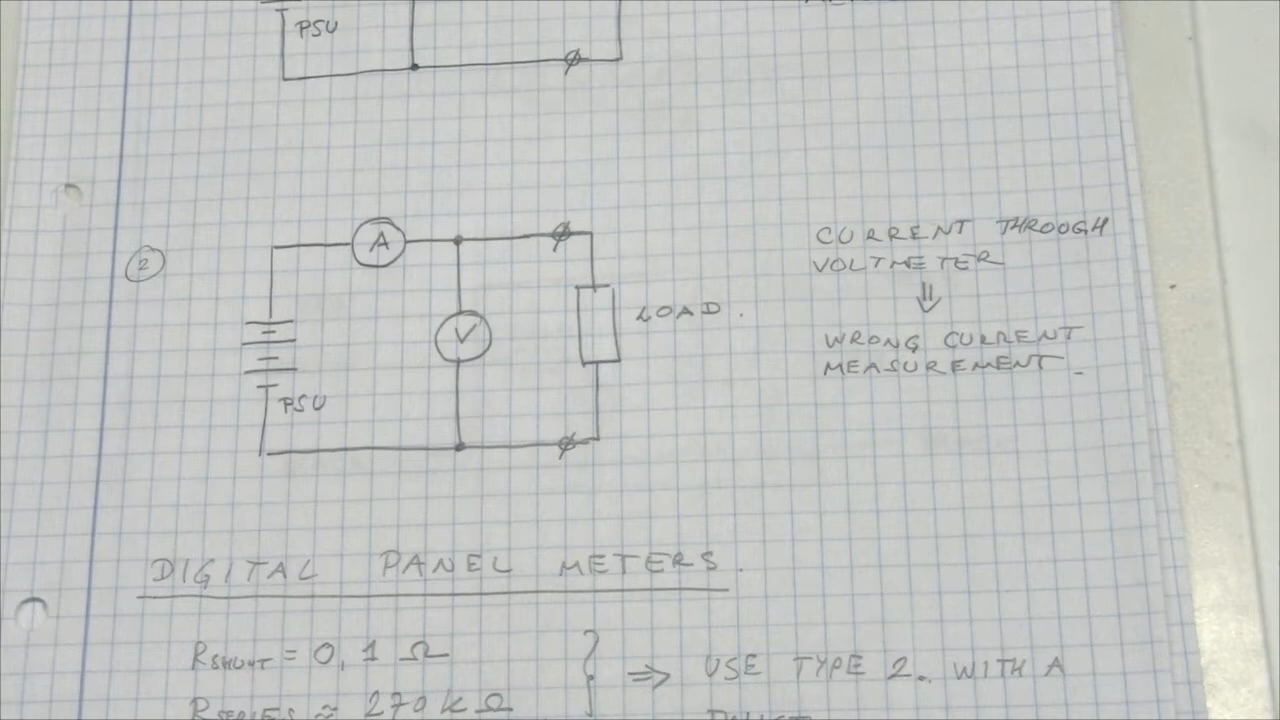 PSU
2
A
V
LOAD.
PSU
CURRENT THROUGH
VOLTMETER
⇓
WRONG CURRENT
MEASUREMENT.
DIGITAL PANEL METERS.
RSHUNT = 0,1 Ω
RSERIES ≈ 270 kΩ
} ⇒ USE TYPE 2. WITH A